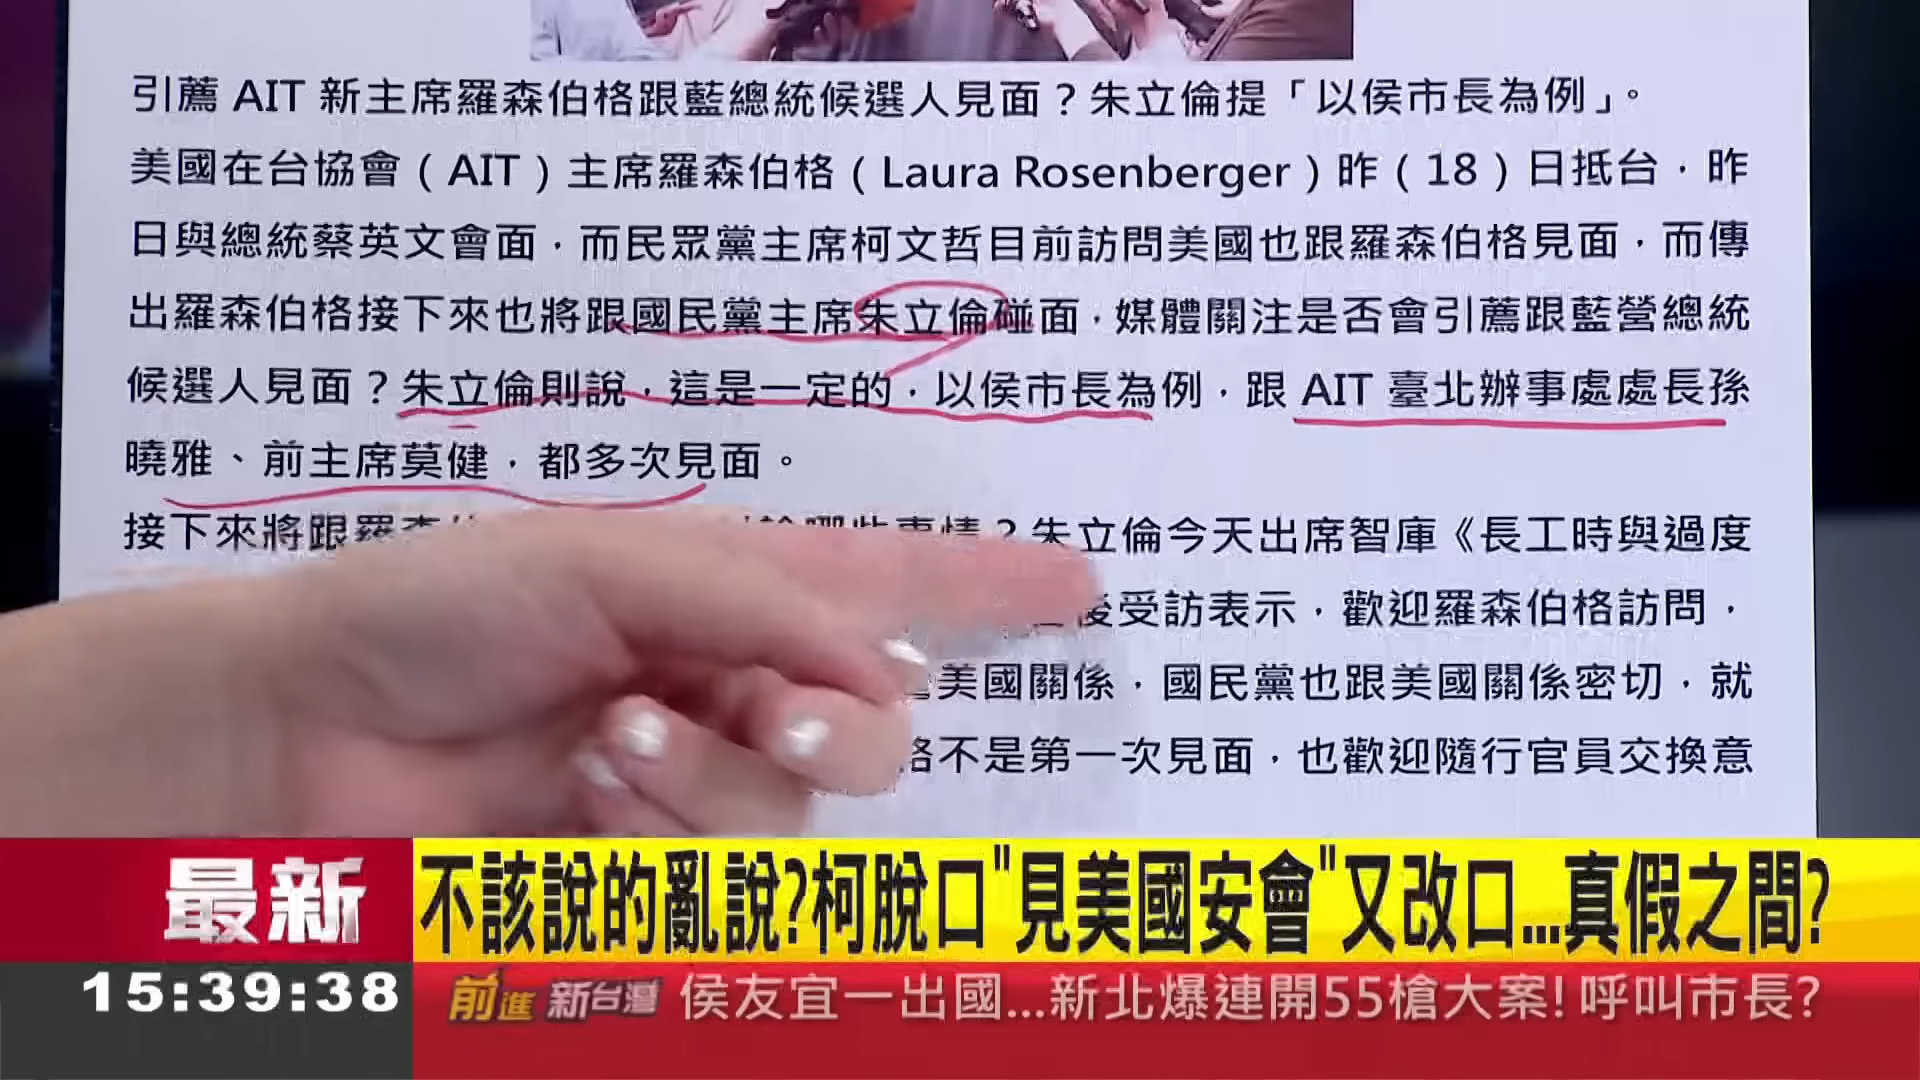 引薦 AIT 新主席羅森伯格跟藍總統候選人見面？朱立倫提「以侯市長為例」。
美國在台協會（AIT）主席羅森伯格（Laura Rosenberger）昨（18）日抵台，昨
日與總統蔡英文會面，而民眾黨主席柯文哲目前訪問美國也跟羅森伯格見面，而傳
出羅森伯格接下來也將跟國民黨主席朱立倫碰面，媒體關注是否會引薦跟藍營總統
候選人見面？朱立倫則說，這是一定的，以侯市長為例，跟 AIT 臺北辦事處處長孫
曉雅、前主席莫健，都多次見面。
接下來將跟羅森 哪些事情？朱立倫今天出席智庫《長工時與過度
後受訪表示，歡迎羅森伯格訪問，
美國關係，國民黨也跟美國關係密切，就
格不是第一次見面，也歡迎隨行官員交換意
最新 不該說的亂說?柯脫口"見美國安會"又改口...真假之間?
15:39:38 前進新台灣 侯友宜一出國...新北爆連開55槍大案! 呼叫市長?